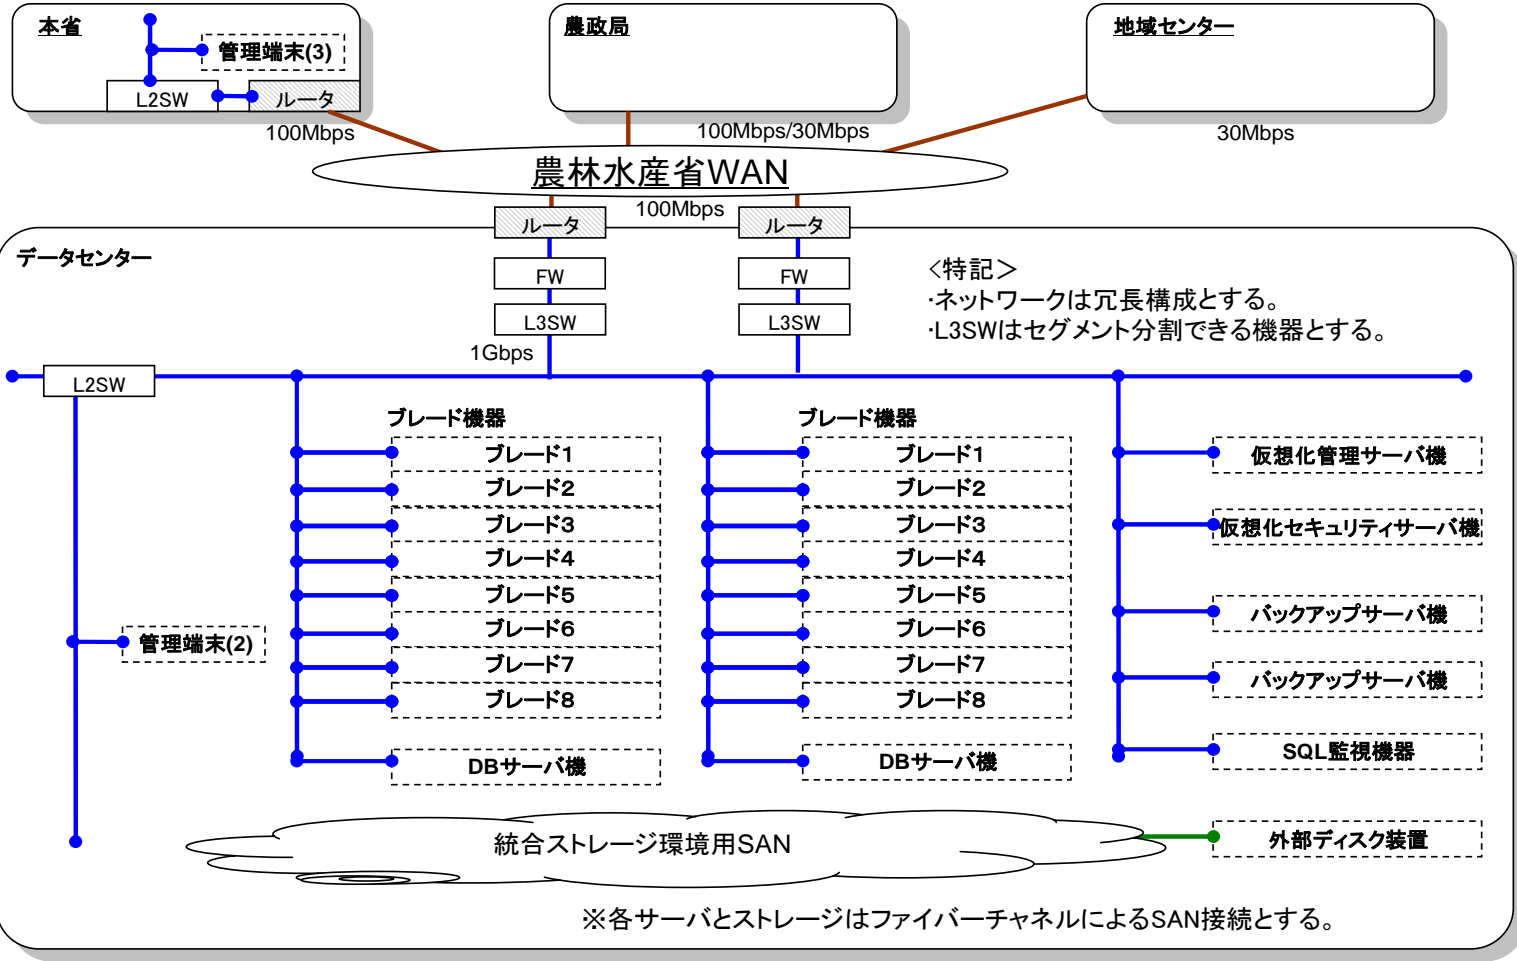 本省
管理端末(3)
L2SW
ルータ
100Mbps
農政局
100Mbps/30Mbps
地域センター
30Mbps
農林水産省WAN
100Mbps
ルータ
ルータ
データセンター
FW
FW
L3SW
L3SW
1Gbps
<特記>
・ネットワークは冗長構成とする。
・L3SWはセグメント分割できる機器とする。
L2SW
管理端末(2)
ブレード機器
ブレード1
ブレード2
ブレード3
ブレード4
ブレード5
ブレード6
ブレード7
ブレード8
DBサーバ機
ブレード機器
ブレード1
ブレード2
ブレード3
ブレード4
ブレード5
ブレード6
ブレード7
ブレード8
DBサーバ機
仮想化管理サーバ機
仮想化セキュリティサーバ機
バックアップサーバ機
バックアップサーバ機
SQL監視機器
統合ストレージ環境用SAN
外部ディスク装置
※各サーバとストレージはファイバーチャネルによるSAN接続とする。